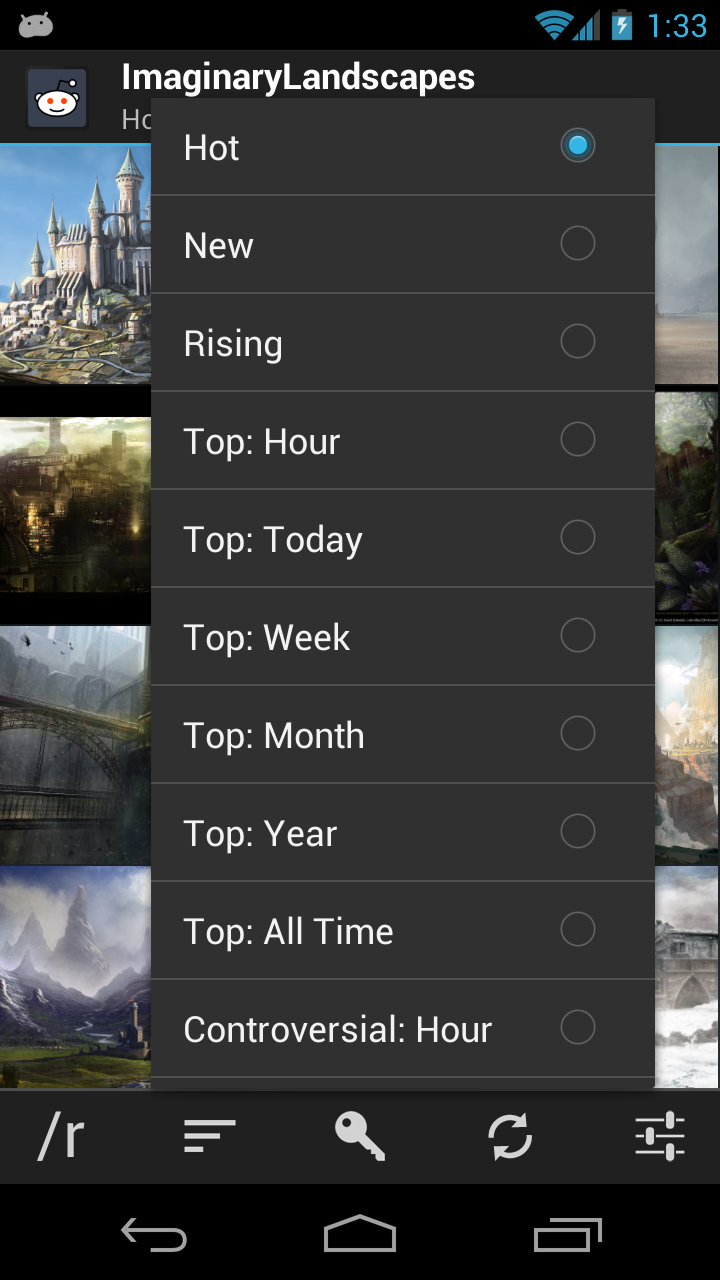 1:33
ImaginaryLandscapes
Hot
New
Rising
Top: Hour
Top: Today
Top: Week
Top: Month
Top: Year
Top: All Time
Controversial: Hour
/r